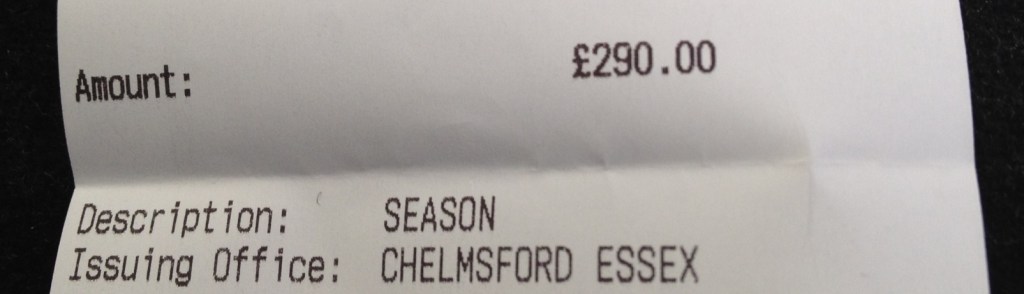 Amount: £290.00
Description: SEASON
Issuing Office: CHELMSFORD ESSEX